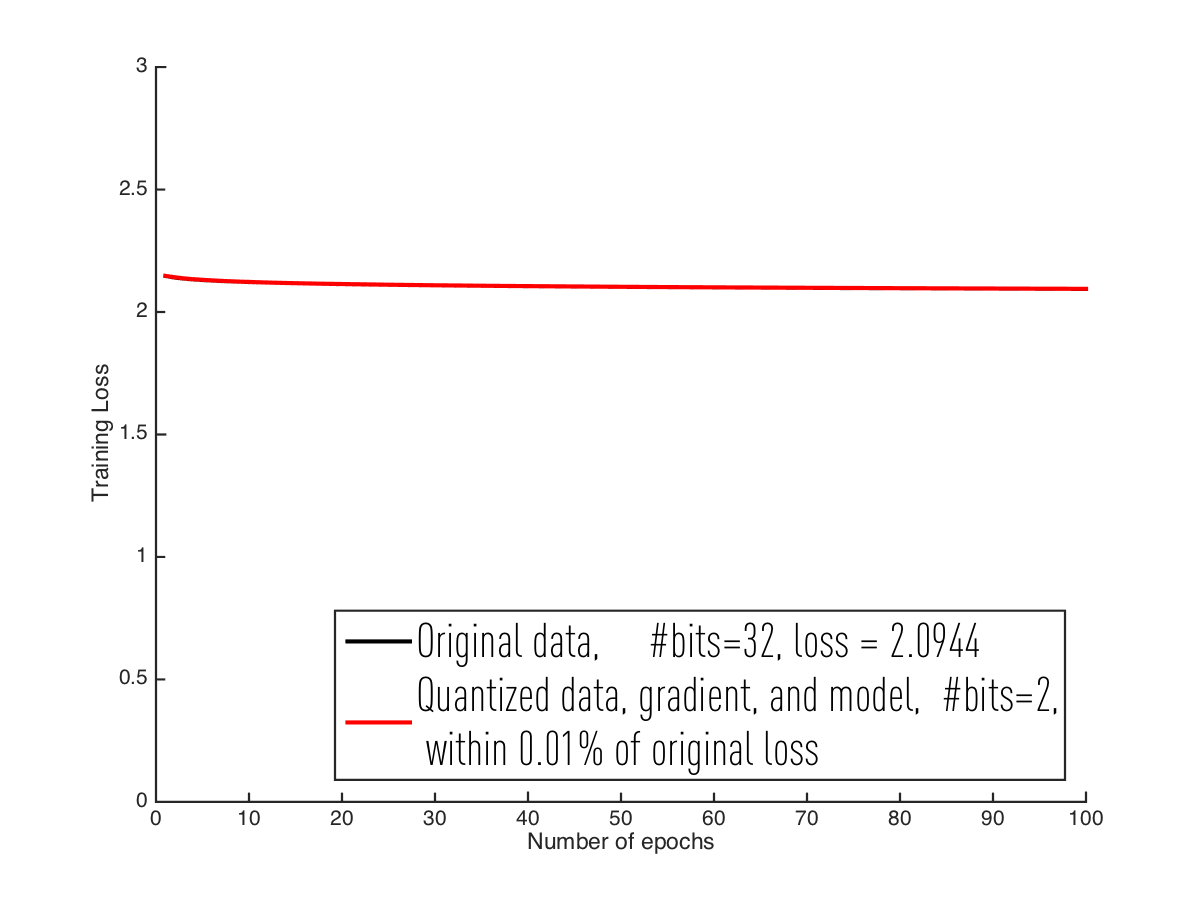 3
2.5
2
1.5
1
0.5
0
Training Loss
Original data, #bits=32, loss = 2.0944
Quantized data, gradient, and model, #bits=2,
within 0.01% of original loss
0 10 20 30 40 50 60 70 80 90 100
Number of epochs